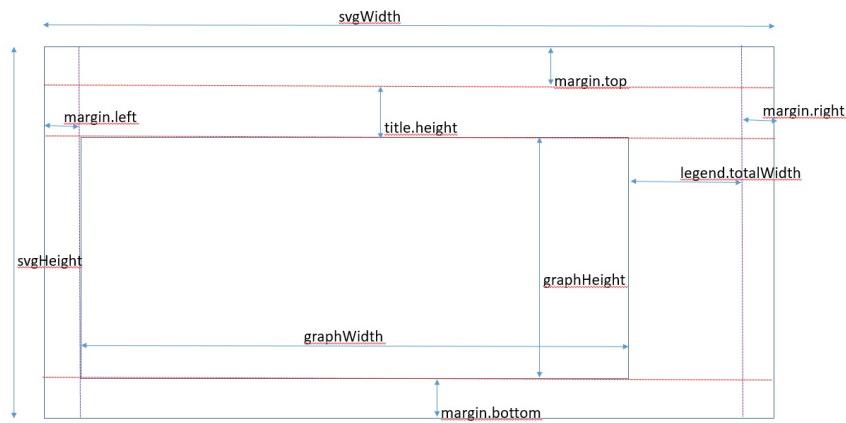 svgWidth
margin.top
margin.left
margin.right
title.height
legend.totalWidth
svgHeight
graphHeight
graphWidth
margin.bottom